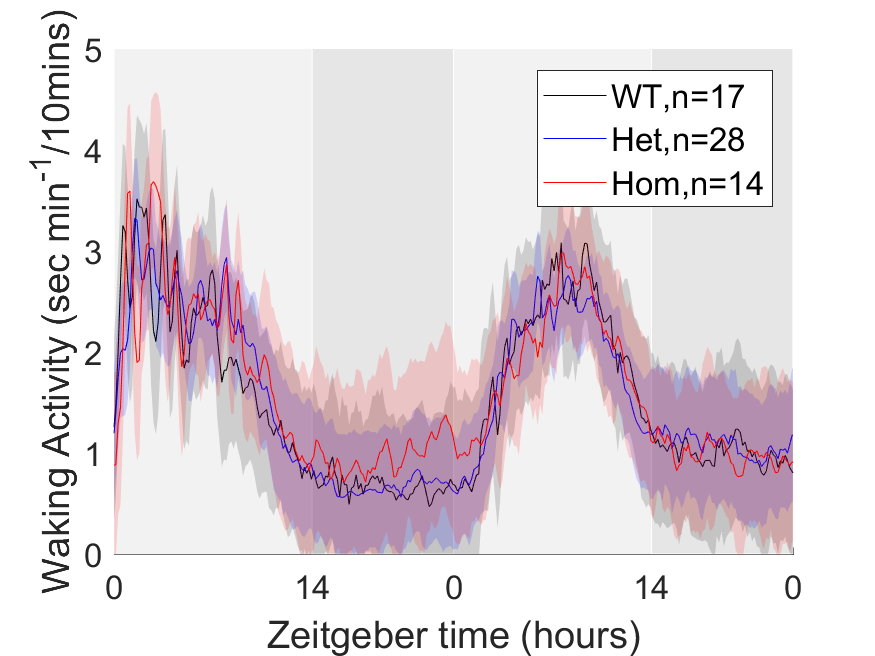 Waking Activity (sec min⁻¹/10mins)
5
4
3
2
1
0
WT,n=17
Het,n=28
Hom,n=14
0 14 0 14 0
Zeitgeber time (hours)